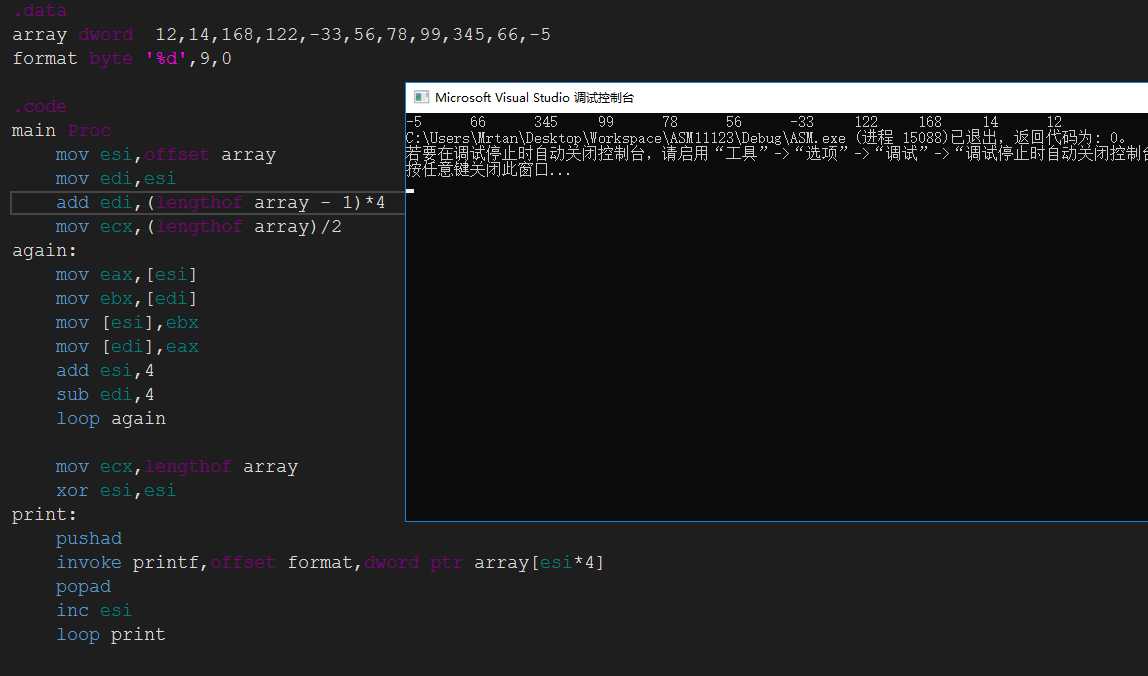 .data
array dword  12,14,168,122,-33,56,78,99,345,66,-5
format byte '%d',9,0
.code
main Proc
    mov esi,offset array
    mov edi,esi
    add edi,(lengthof array - 1)*4
    mov ecx,(lengthof array)/2
again:
    mov eax,[esi]
    mov ebx,[edi]
    mov [esi],ebx
    mov [edi],eax
    add esi,4
    sub edi,4
    loop again
    mov ecx,lengthof array
    xor esi,esi
print:
    pushad
    invoke printf,offset format,dword ptr array[esi*4]
    popad
    inc esi
    loop print
Microsoft Visual Studio 调试控制台
-5      66      345     99      78      56      -33     122     168     14      12
C:\Users\Mrtan\Desktop\Workspace\ASM11123\Debug\ASM.exe (进程 15088)已退出，返回代码为: 0。
若要在调试停止时自动关闭控制台，请启用“工具”->“选项”->“调试”->“调试停止时自动关闭控制台
按任意键关闭此窗口...